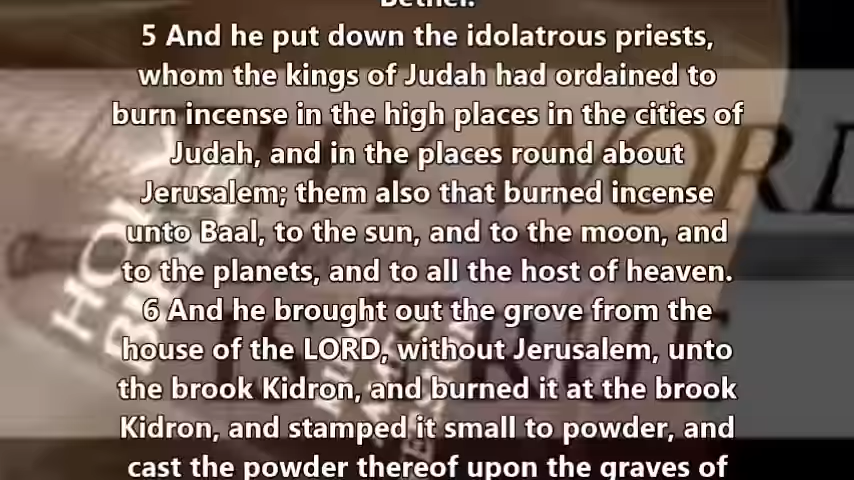 Bethel.
5 And he put down the idolatrous priests,
whom the kings of Judah had ordained to
burn incense in the high places in the cities of
Judah, and in the places round about
Jerusalem; them also that burned incense
unto Baal, to the sun, and to the moon, and
to the planets, and to all the host of heaven.
6 And he brought out the grove from the
house of the LORD, without Jerusalem, unto
the brook Kidron, and burned it at the brook
Kidron, and stamped it small to powder, and
cast the powder thereof upon the graves of
THY WORD
IS
HOLY
BIBLE